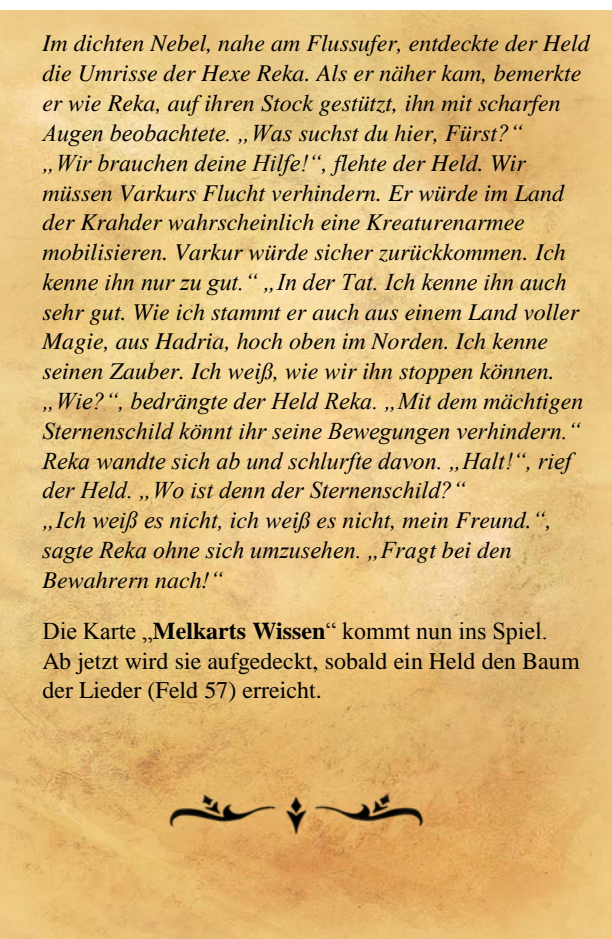 Im dichten Nebel, nahe am Flussufer, entdeckte der Held
die Umrisse der Hexe Reka. Als er näher kam, bemerkte
er wie Reka, auf ihren Stock gestützt, ihn mit scharfen
Augen beobachtete. „Was suchst du hier, Fürst?“
„Wir brauchen deine Hilfe!“, flehte der Held. Wir
müssen Varkurs Flucht verhindern. Er würde im Land
der Krahder wahrscheinlich eine Kreaturenarmee
mobilisieren. Varkur würde sicher zurückkommen. Ich
kenne ihn nur zu gut.“ „In der Tat. Ich kenne ihn auch
sehr gut. Wie ich stammt er auch aus einem Land voller
Magie, aus Hadria, hoch oben im Norden. Ich kenne
seinen Zauber. Ich weiß, wie wir ihn stoppen können.
„Wie?“, bedrängte der Held Reka. „Mit dem mächtigen
Sternenschild könnt ihr seine Bewegungen verhindern.“
Reka wandte sich ab und schlurfte davon. „Halt!“, rief
der Held. „Wo ist denn der Sternenschild?“
„Ich weiß es nicht, ich weiß es nicht, mein Freund.“,
sagte Reka ohne sich umzusehen. „Fragt bei den
Bewahrern nach!“
Die Karte „Melkarts Wissen“ kommt nun ins Spiel.
Ab jetzt wird sie aufgedeckt, sobald ein Held den Baum
der Lieder (Feld 57) erreicht.